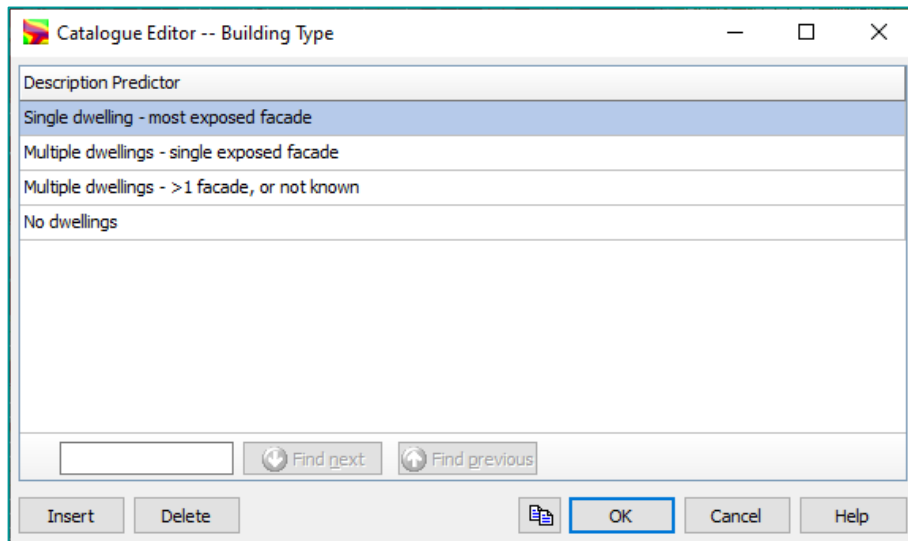 Catalogue Editor -- Building Type
Description Predictor
Single dwelling - most exposed facade
Multiple dwellings - single exposed facade
Multiple dwellings - >1 facade, or not known
No dwellings
Find next Find previous
Insert Delete OK Cancel Help